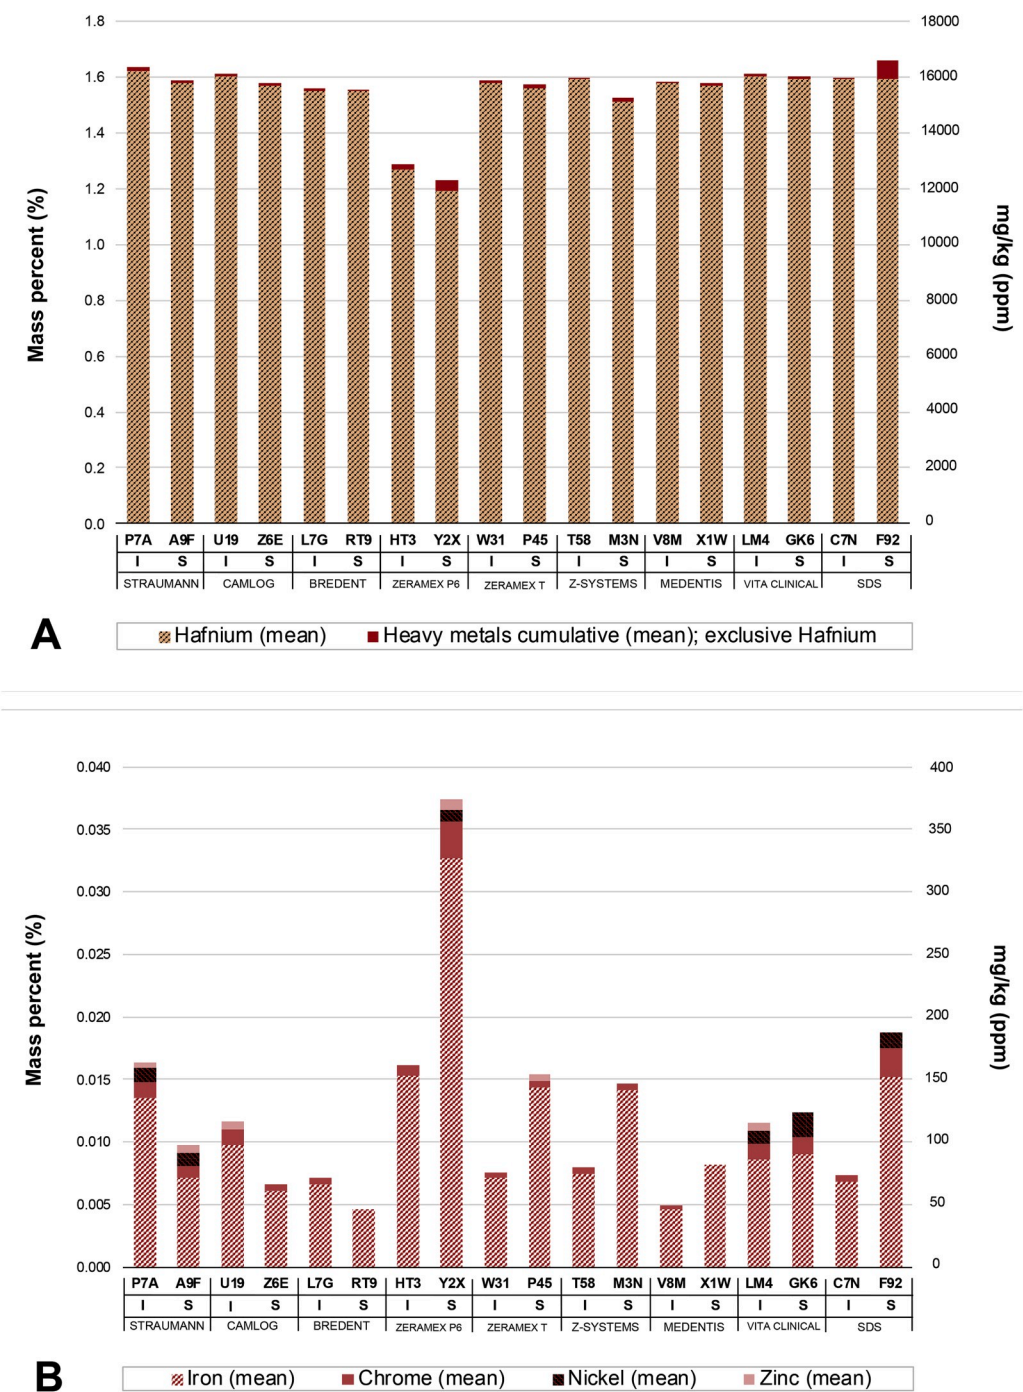 1.8 18000
1.6 16000
1.4 14000
1.2 12000
1.0 10000
0.8 8000
0.6 6000
0.4 4000
0.2 2000
0.0 0
Mass percent (%)
mg/kg (ppm)
P7A A9F U19 Z6E L7G RT9 HT3 Y2X W31 P45 T58 M3N V8M X1W LM4 GK6 C7N F92
I S I S I S I S I S I S I S I S I S
STRAUMANN CAMLOG BREDENT ZERAMEX P6 ZERAMEX T Z-SYSTEMS MEDENTIS VITA CLINICAL SDS
A
Hafnium (mean) Heavy metals cumulative (mean); exclusive Hafnium
0.040 400
0.035 350
0.030 300
0.025 250
0.020 200
0.015 150
0.010 100
0.005 50
0.000 0
Mass percent (%)
mg/kg (ppm)
P7A A9F U19 Z6E L7G RT9 HT3 Y2X W31 P45 T58 M3N V8M X1W LM4 GK6 C7N F92
I S I S I S I S I S I S I S I S I S
STRAUMANN CAMLOG BREDENT ZERAMEX P6 ZERAMEX T Z-SYSTEMS MEDENTIS VITA CLINICAL SDS
B
Iron (mean) Chrome (mean) Nickel (mean) Zinc (mean)